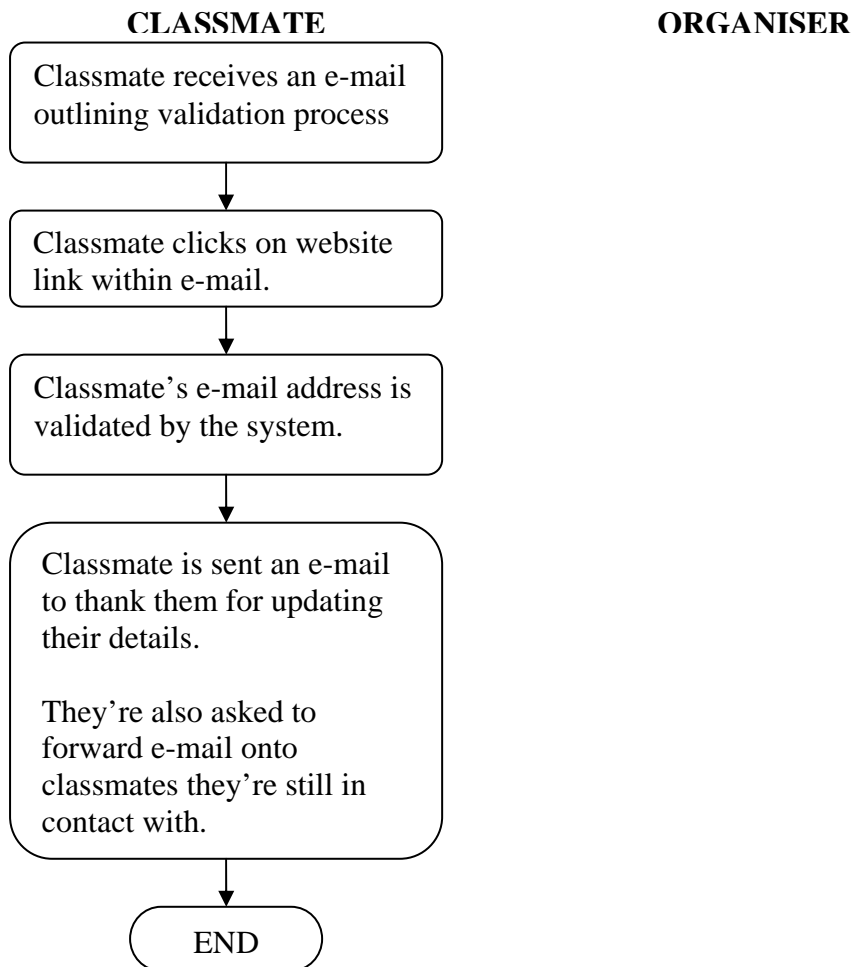 CLASSMATE
ORGANISER
Classmate receives an e-mail
outlining validation process
Classmate clicks on website
link within e-mail.
Classmate’s e-mail address is
validated by the system.
Classmate is sent an e-mail
to thank them for updating
their details.
They’re also asked to
forward e-mail onto
classmates they’re still in
contact with.
END